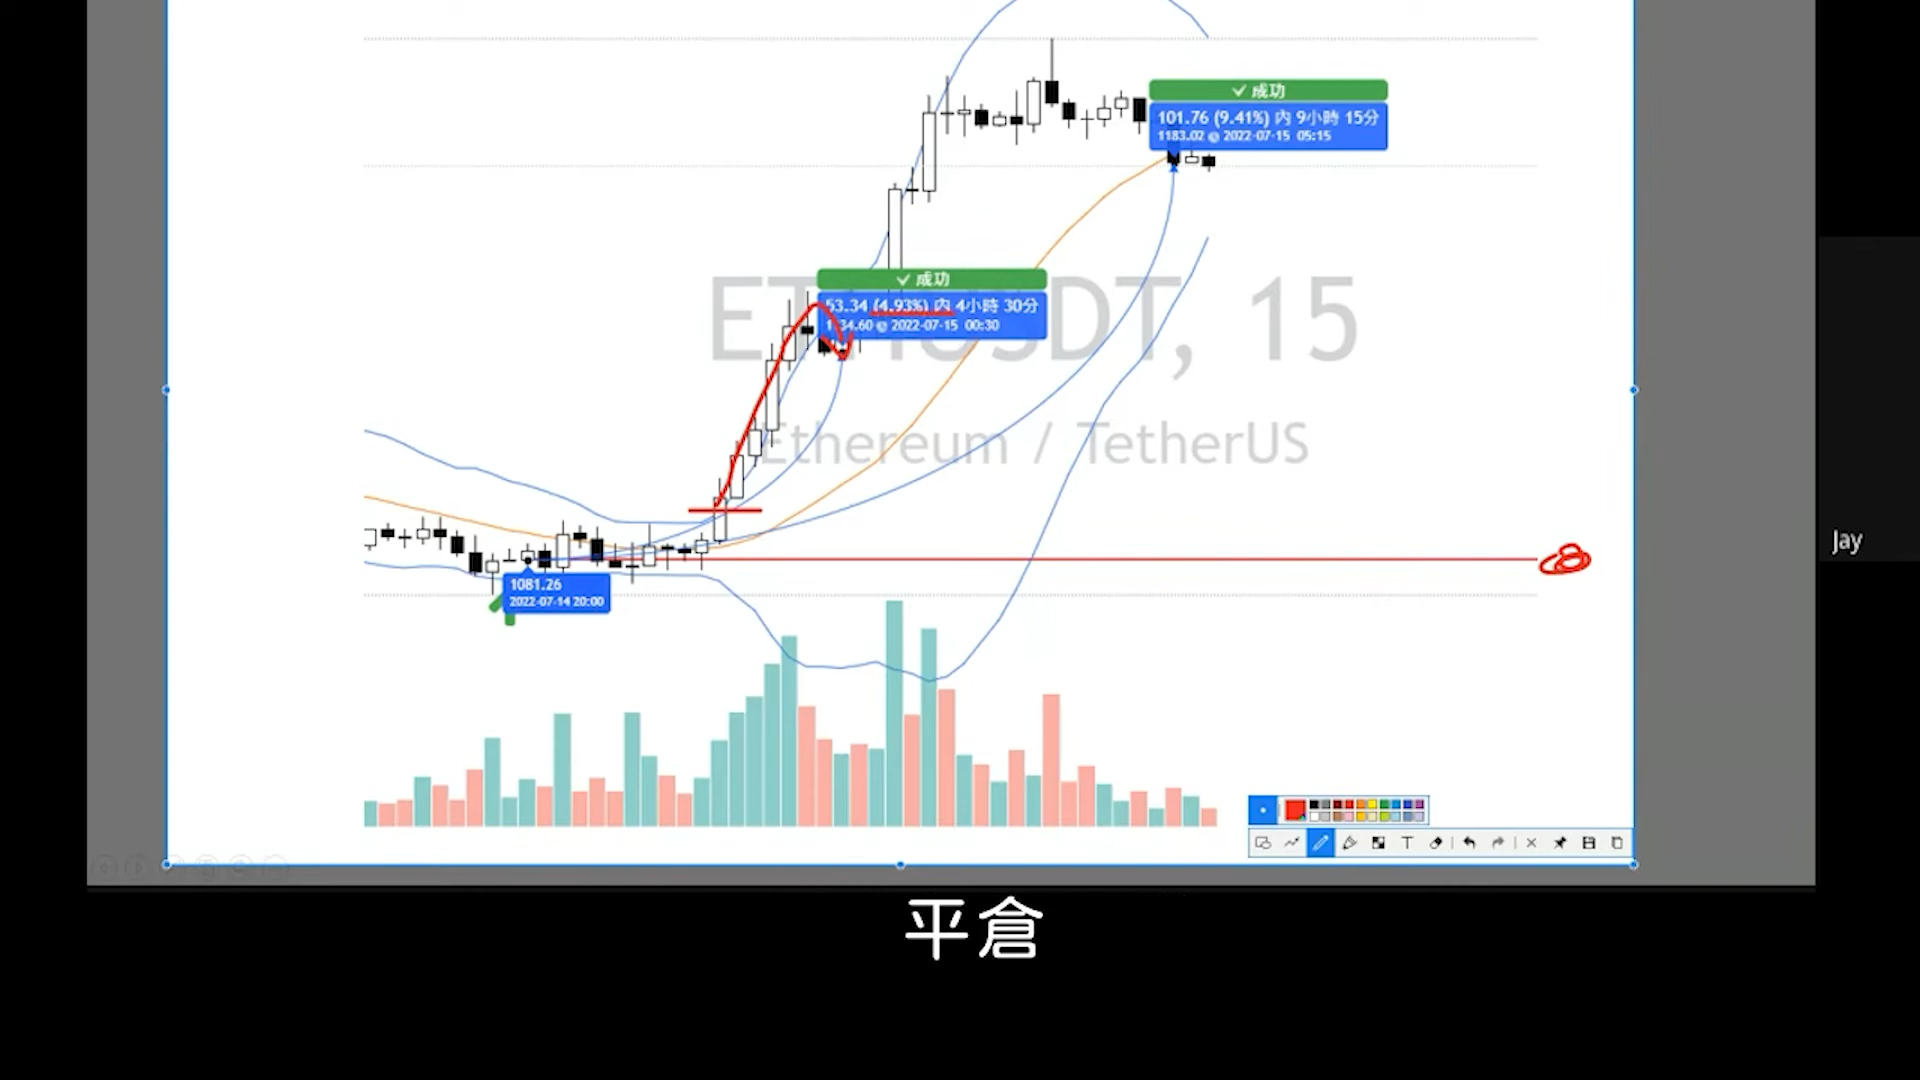 ✓ 成功
101.76 (9.41%) 內 9小時 15分
1183.02 @ 2022-07-15 05:15
✓ 成功
53.34 (4.93%) 內 4小時 30分
1134.60 @ 2022-07-15 00:30
ETHUSDT, 15
Ethereum / TetherUS
1081.26
2022-07-14 20:00
Jay
平倉